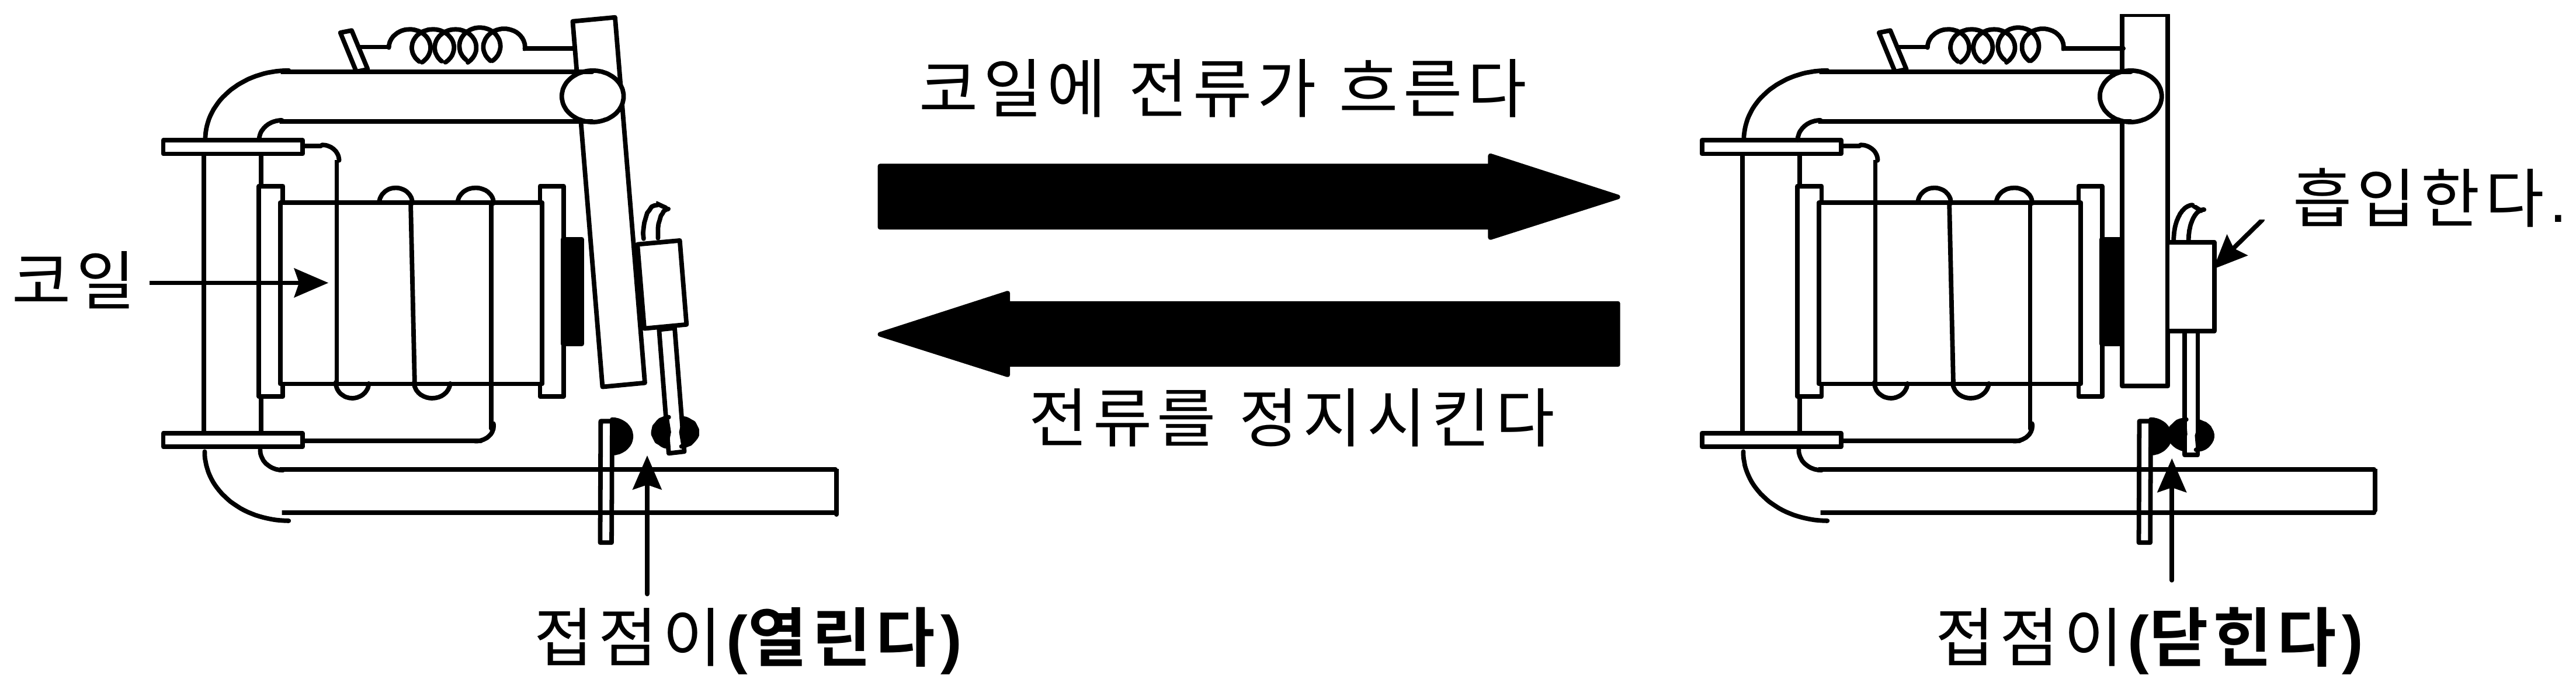 코일에 전류가 흐른다
흡입한다.
코일
전류를 정지시킨다
접점이(열린다)
접점이(닫힌다)